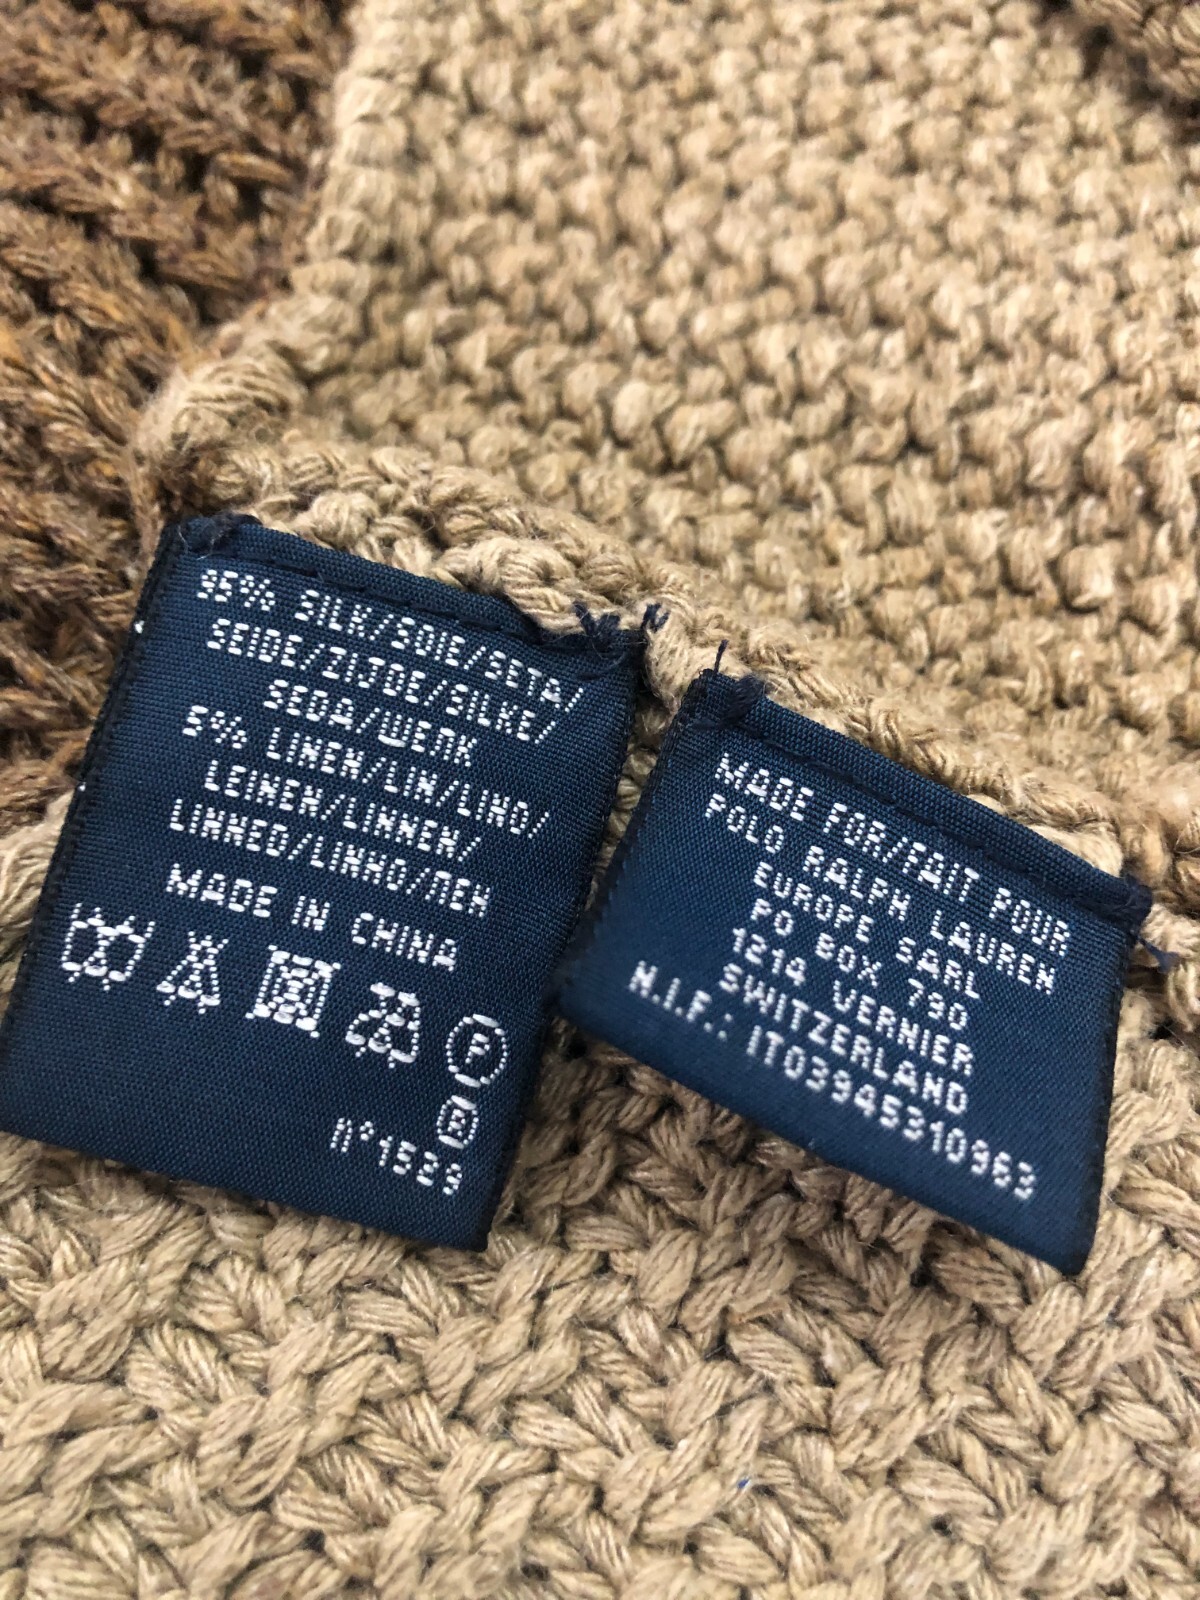 95% SILK/SOIE/SETA/
SEIDE/ZIJDE/SILKE/
SEDA/ШЕЛК
5% LINEN/LIN/LINO/
LEINEN/LINNEN/
LINNED/LINHO/ЛЕН
MADE IN CHINA
P
R
N°1529
MADE FOR/FAIT POUR
POLO RALPH LAUREN
EUROPE SARL
PO BOX 790
1214 VERNIER
SWITZERLAND
N.I.F.: IT03945310963